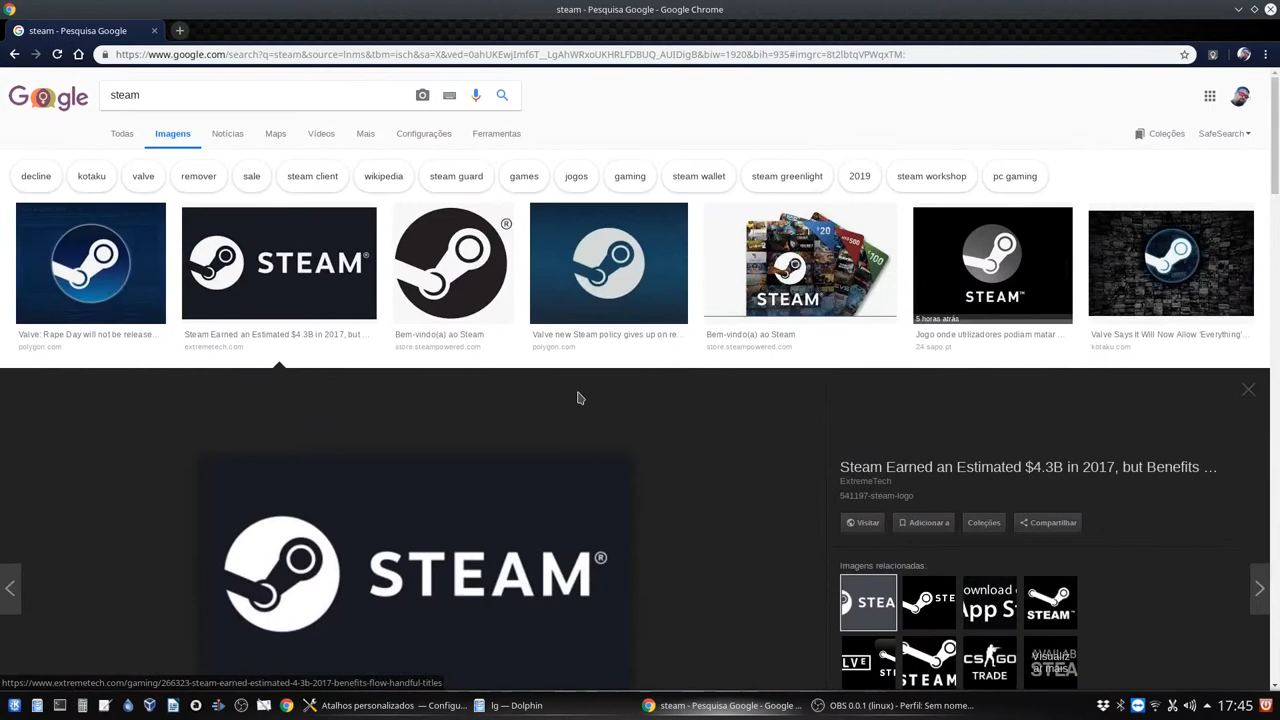 steam - Pesquisa Google - Google Chrome
steam - Pesquisa Google
https://www.google.com/search?q=steam&source=lnms&tbm=isch&sa=X&ved=0ahUKEwjImf6T__LgAhWRxoUKHRLFDBUQ_AUIDigB&biw=1920&bih=935#imgrc=8t2lbtqVPWqxTM:
Google
steam
Todas Imagens Notícias Maps Vídeos Mais Configurações Ferramentas Coleções SafeSearch
decline kotaku valve remover sale steam client wikipedia steam guard games jogos gaming steam wallet steam greenlight 2019 steam workshop pc gaming
STEAM®
®
$20
$100
STEAM
STEAM™
5 horas atrás
Valve: Rape Day will not be release... Steam Earned an Estimated $4.3B in 2017, but ... Bem-vindo(a) ao Steam Valve new Steam policy gives up on re... Bem-vindo(a) ao Steam Jogo onde utilizadores podiam matar ... Valve Says It Will Now Allow 'Everything'...
polygon.com extremetech.com store.steampowered.com polygon.com store.steampowered.com 24.sapo.pt kotaku.com
Steam Earned an Estimated $4.3B in 2017, but Benefits ...
ExtremeTech
541197-steam-logo
Visitar Adicionar a Coleções Compartilhar
STEAM®
Imagens relacionadas:
STEA STE ownload App St STEAM™
LVE STEAM CS GO TRADE Visualiz ar mais
https://www.extremetech.com/gaming/266323-steam-earned-estimated-4-3b-2017-benefits-flow-handful-titles
Atalhos personalizados — Configu... lg — Dolphin steam - Pesquisa Google - Google ... OBS 0.0.1 (linux) - Perfil: Sem nome... 17:45